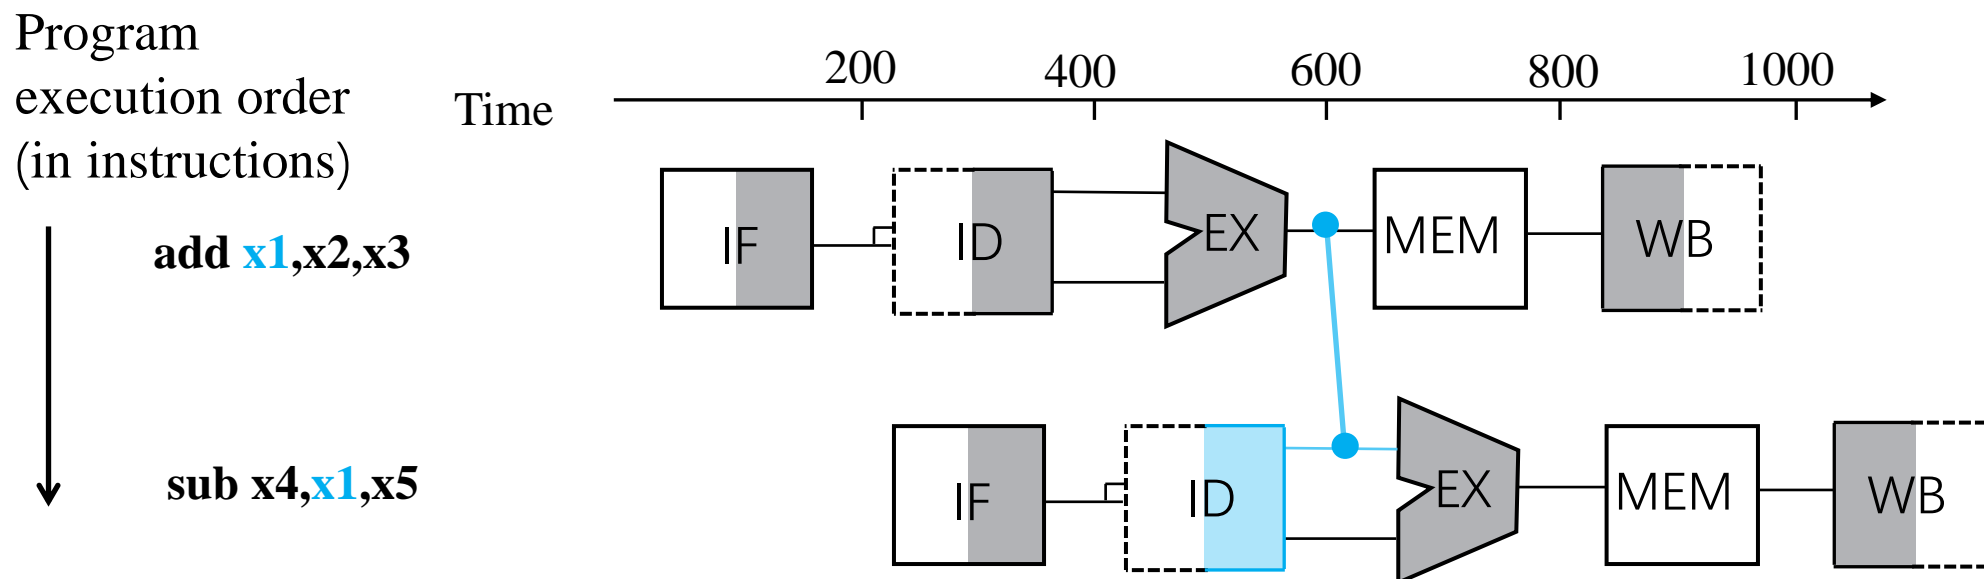 Program
execution order
(in instructions)
Time
200 400 600 800 1000
add x1,x2,x3
IF ID EX MEM WB
sub x4,x1,x5
IF ID EX MEM WB